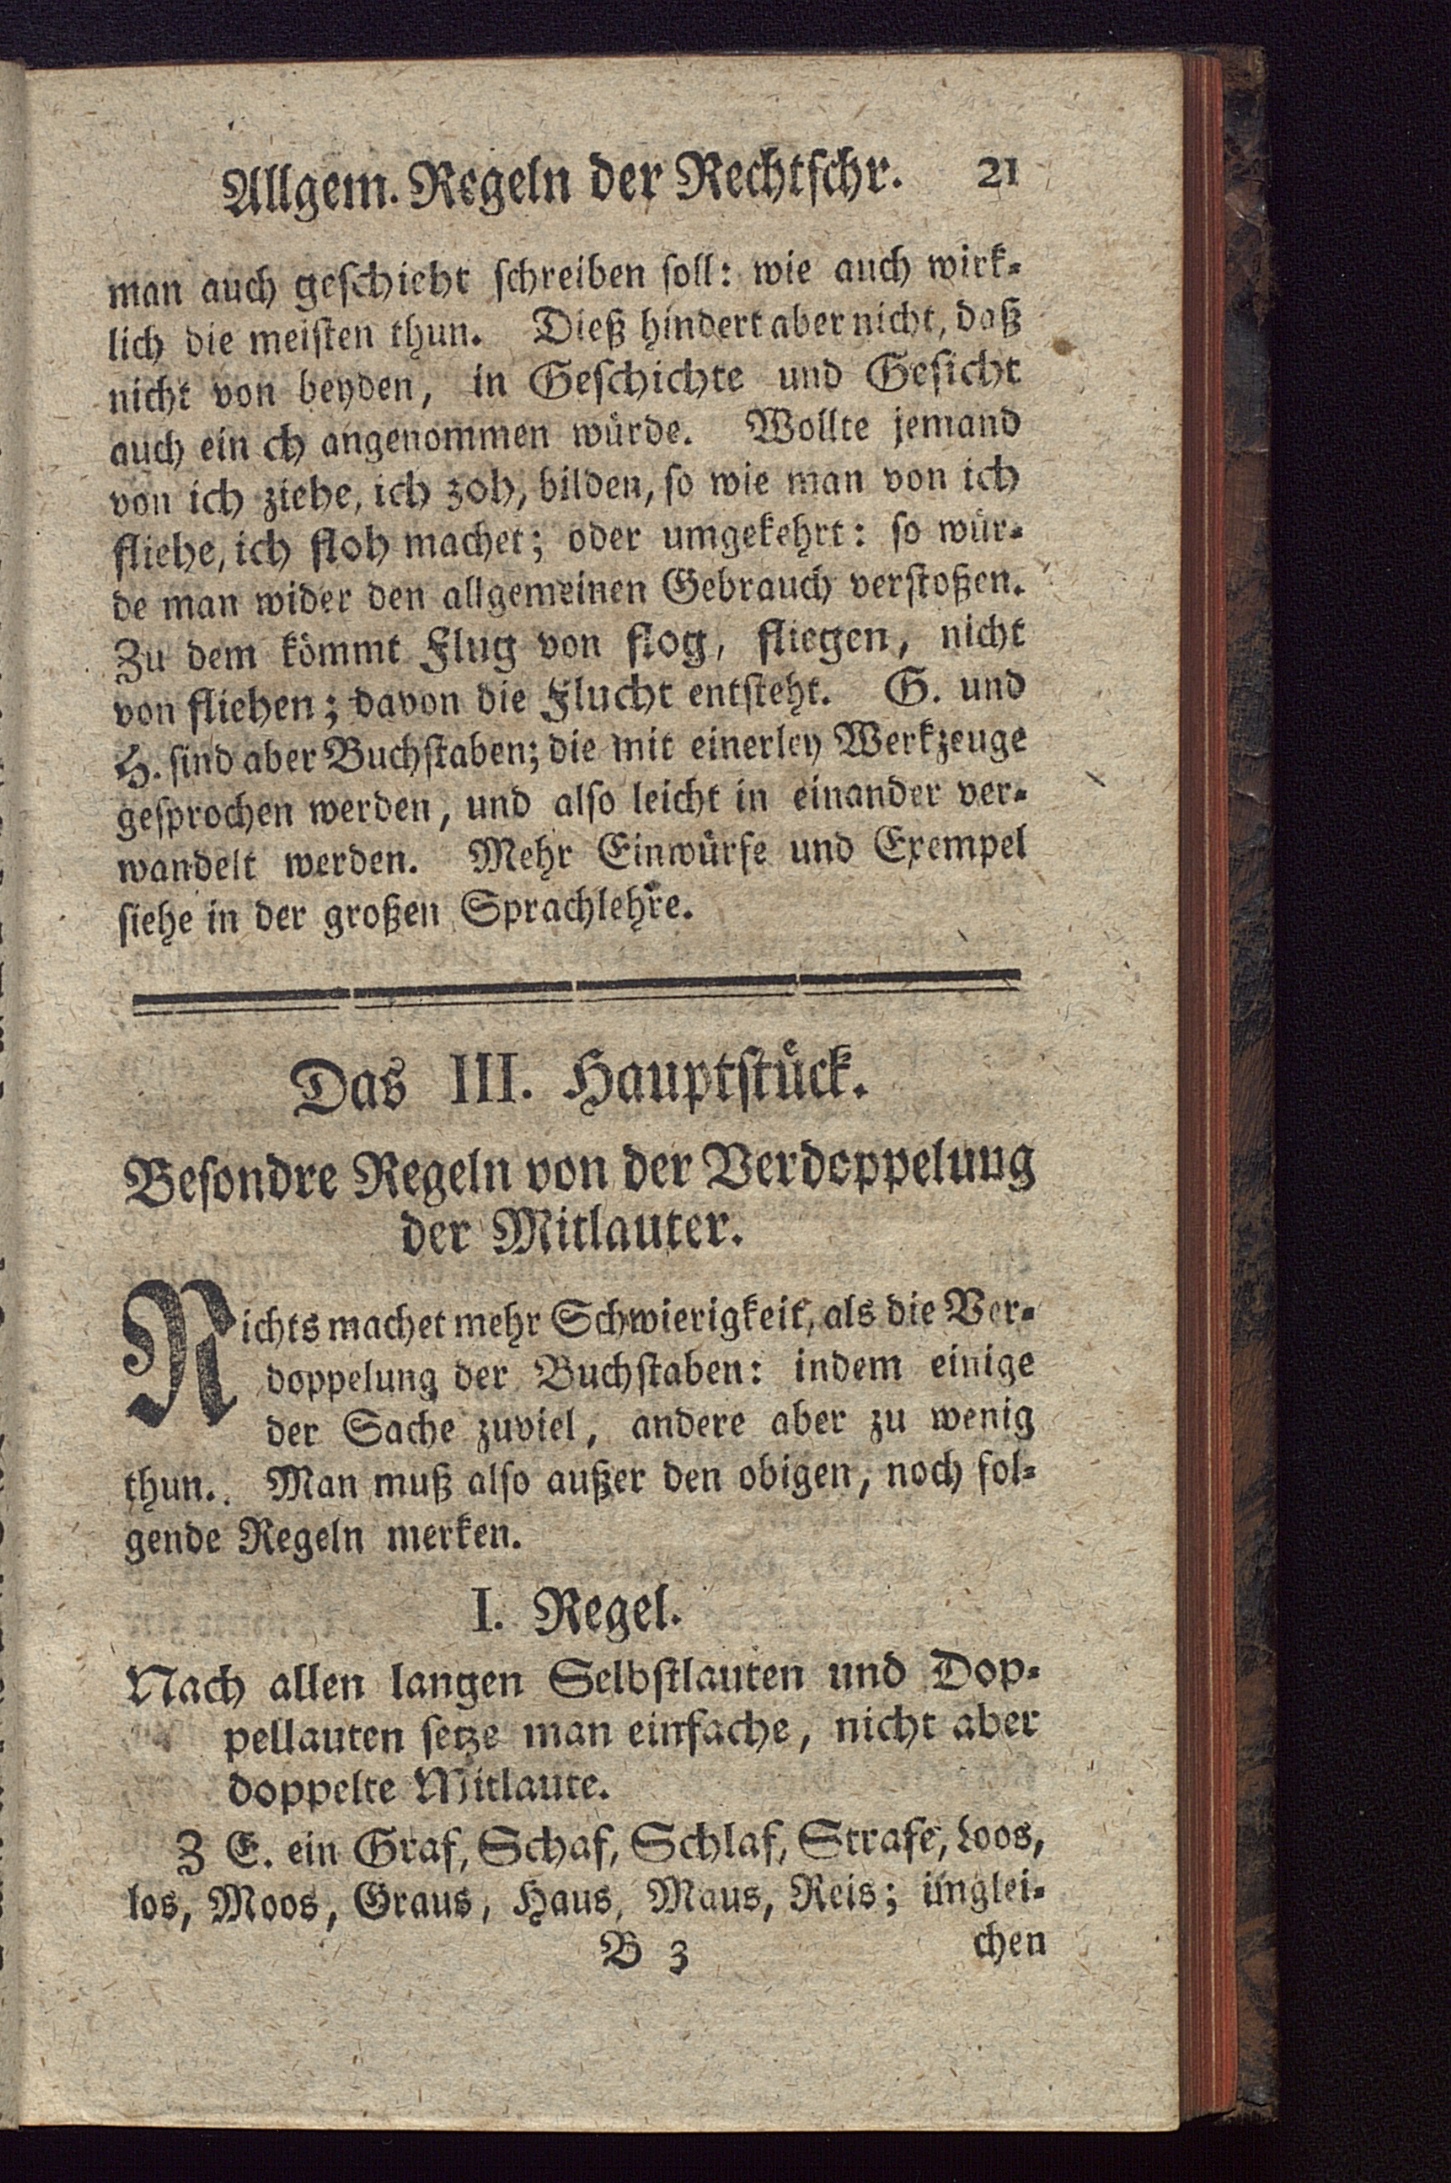 Allgem. Regeln der Rechtschr. 21
man auch geschieht schreiben soll: wie auch wirk-
lich die meisten thun. Dieß hindert aber nicht, daß
nicht von beyden, in Geschichte und Gesicht
auch ein ch angenommen würde. Wollte jemand
von ich ziehe, ich zoh, bilden, so wie man von ich
fliehe, ich floh machet; oder umgekehrt: so wür-
de man wider den allgemeinen Gebrauch verstoßen.
Zu dem kömmt Flug von flog, fliegen, nicht
von fliehen; davon die Flucht entsteht. G. und
H. sind aber Buchstaben; die mit einerley Werkzeuge
gesprochen werden, und also leicht in einander ver-
wandelt werden. Mehr Einwürfe und Exempel
siehe in der großen Sprachlehre.
Das III. Hauptstück.
Besondre Regeln von der Verdoppelung
der Mitlauter.
Nichts machet mehr Schwierigkeit, als die Ver-
doppelung der Buchstaben: indem einige
der Sache zuviel, andere aber zu wenig
thun. Man muß also außer den obigen, noch fol-
gende Regeln merken.
I. Regel.
Nach allen langen Selbstlauten und Dop-
pellauten setze man einfache, nicht aber
doppelte Mitlaute.
Z E. ein Graf, Schaf, Schlaf, Strafe, Loos,
los, Moos, Graus, Haus, Maus, Reis; imglei-
B 3 chen